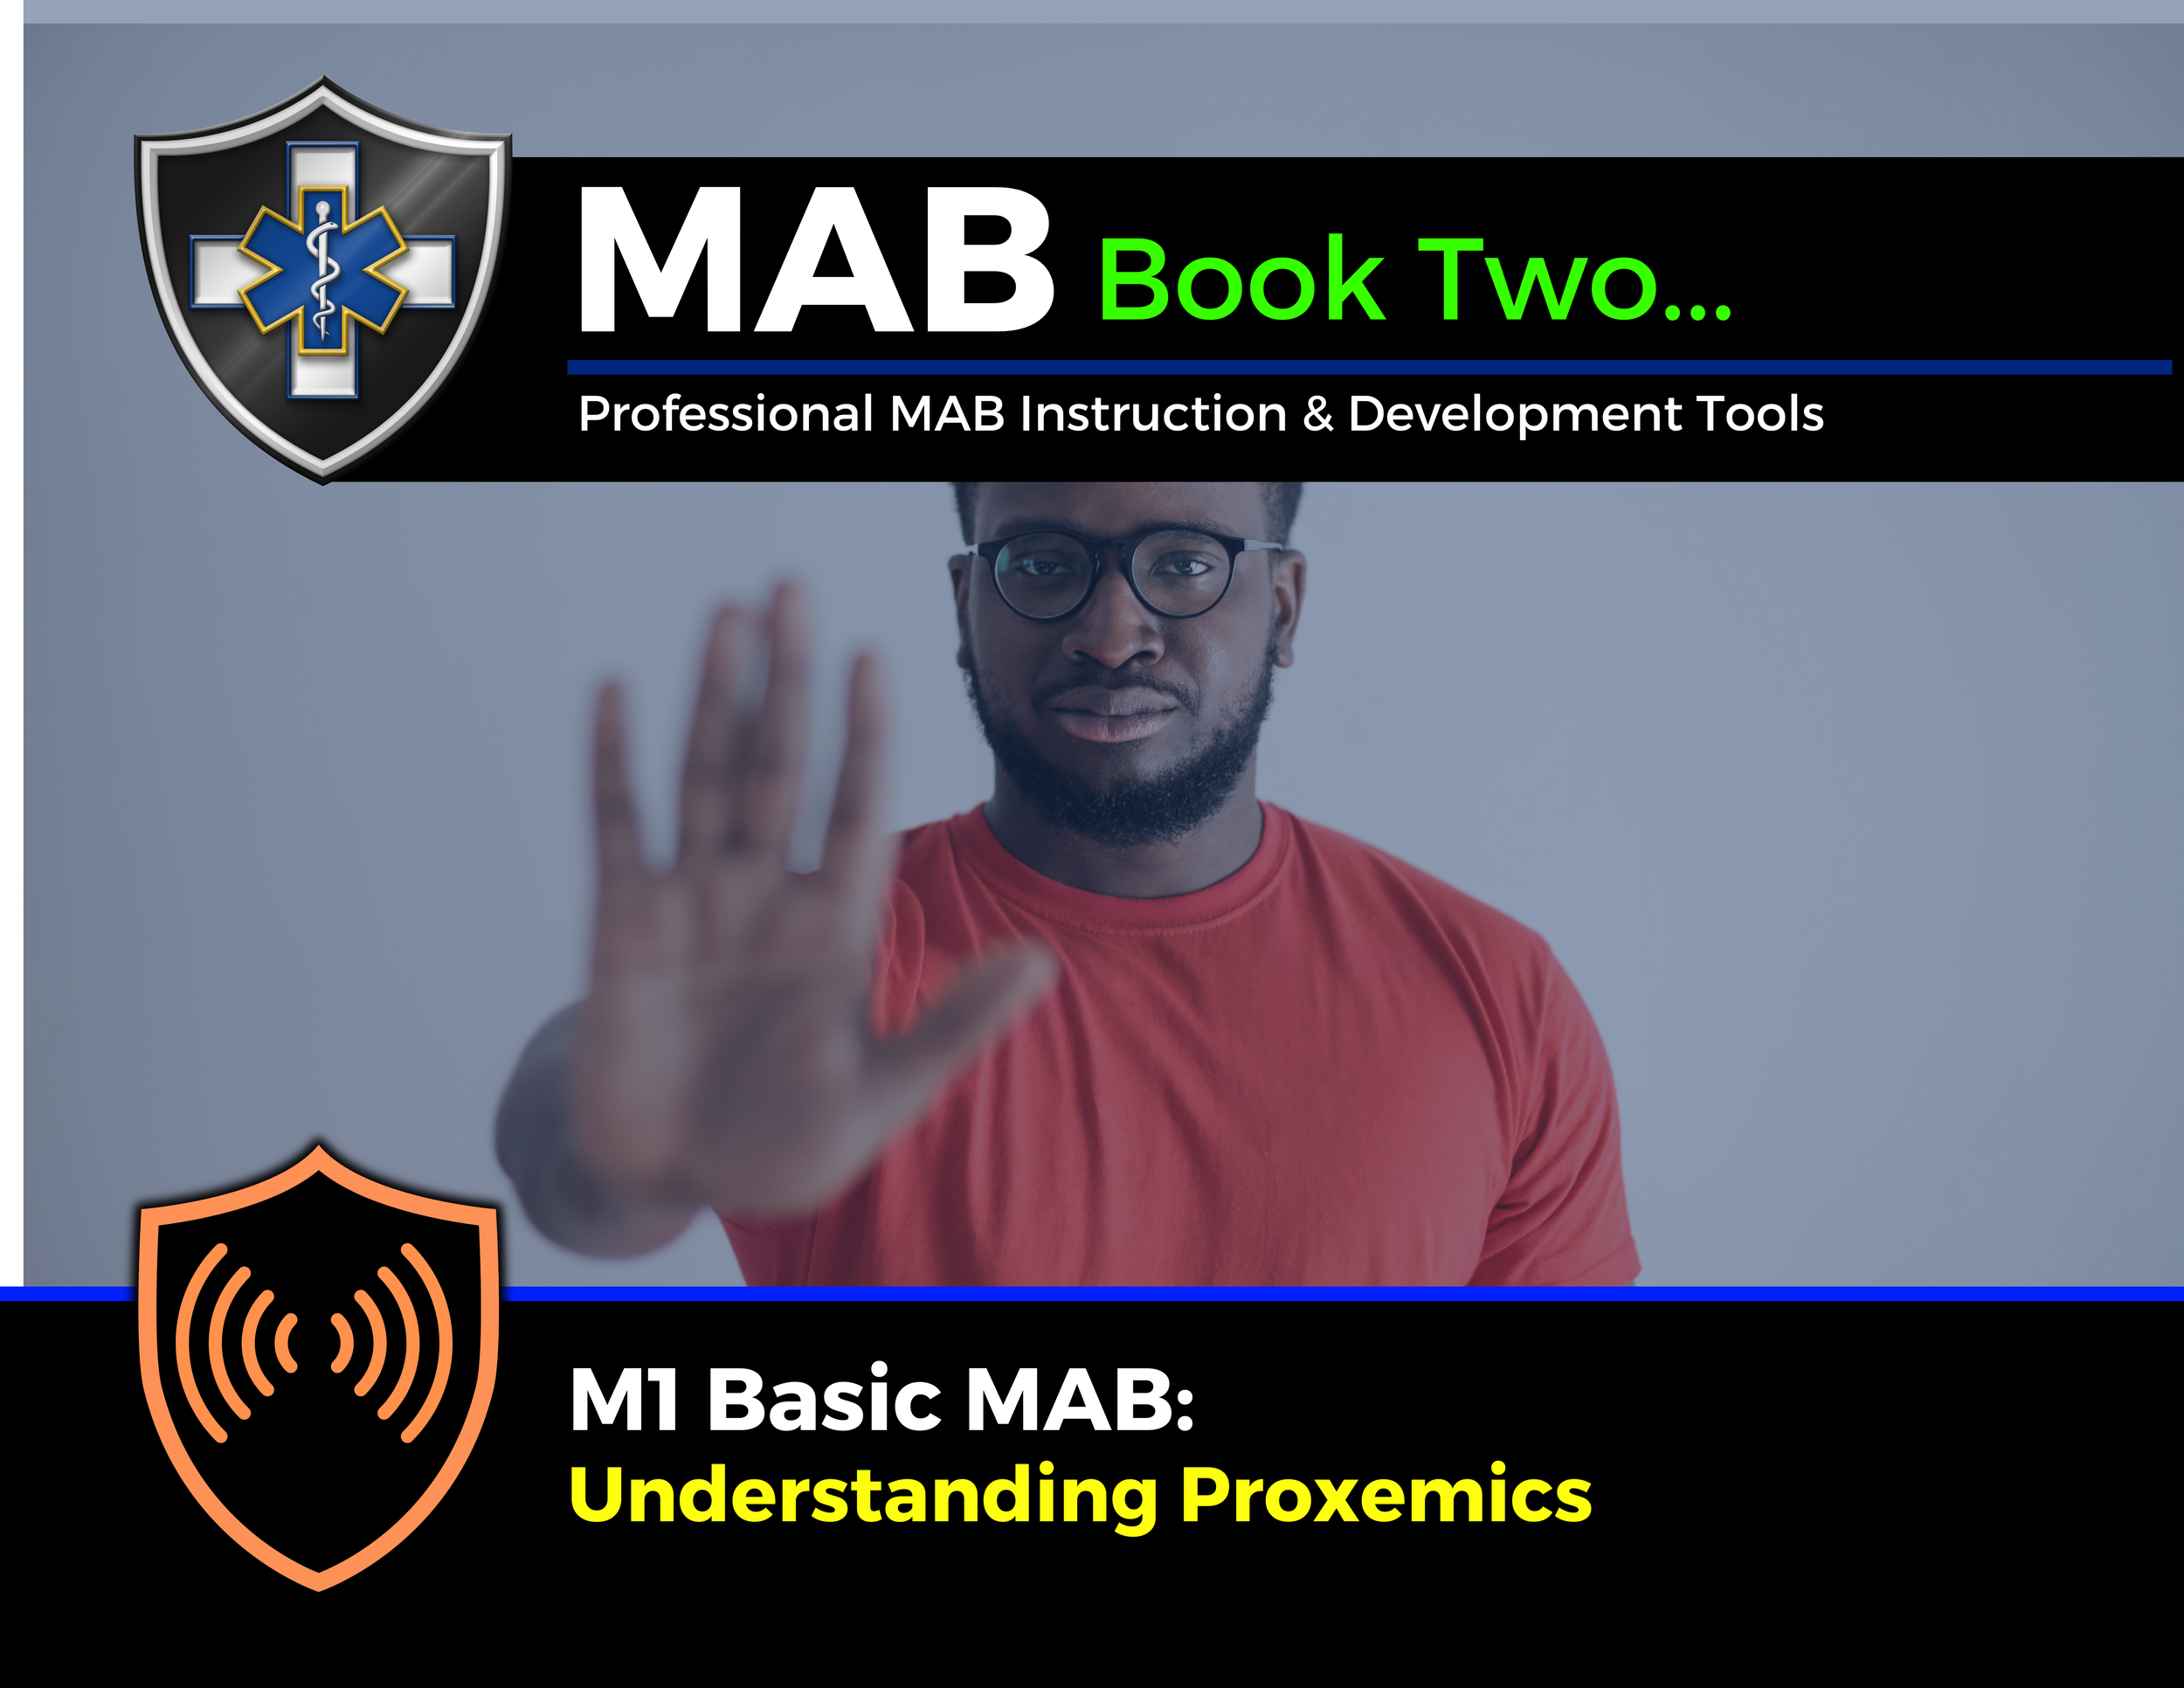 MAB Book Two...
Professional MAB Instruction & Development Tools
M1 Basic MAB:
Understanding Proxemics